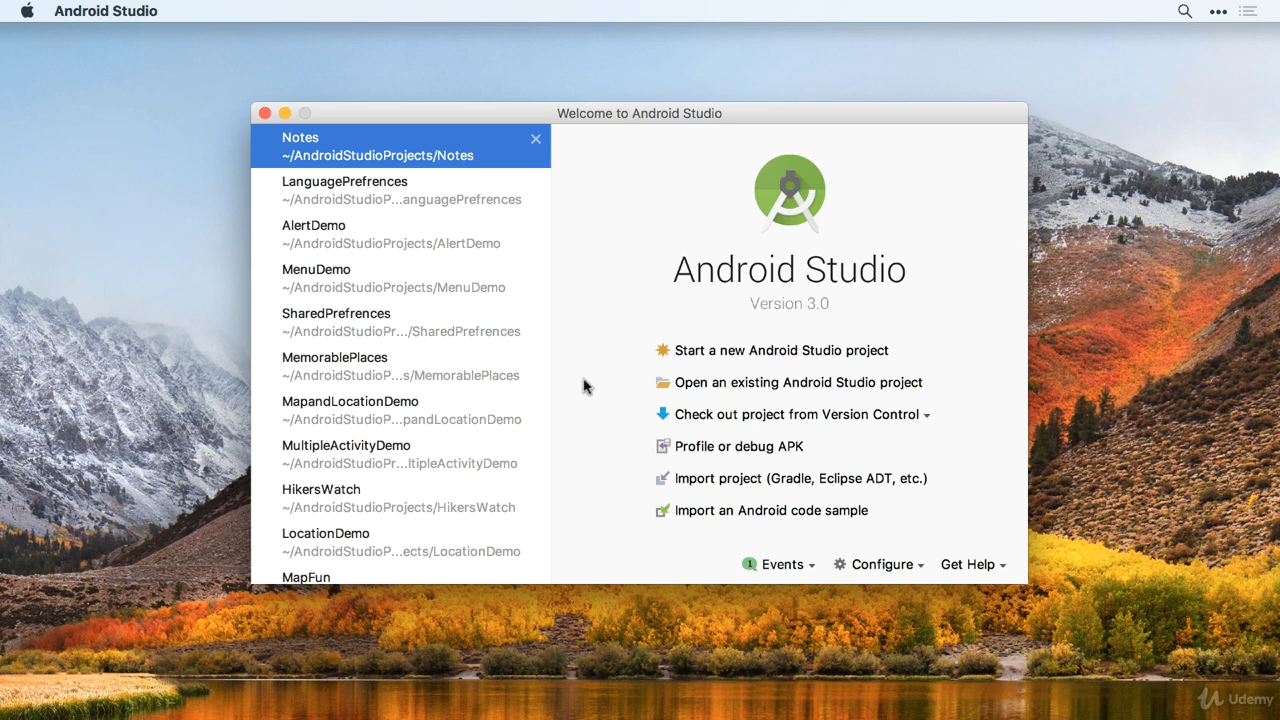 Android Studio
Welcome to Android Studio
Notes
~/AndroidStudioProjects/Notes
LanguagePrefrences
~/AndroidStudioP...anguagePrefrences
AlertDemo
~/AndroidStudioProjects/AlertDemo
MenuDemo
~/AndroidStudioProjects/MenuDemo
SharedPrefrences
~/AndroidStudioPr.../SharedPrefrences
MemorablePlaces
~/AndroidStudioP...s/MemorablePlaces
MapandLocationDemo
~/AndroidStudioP...pandLocationDemo
MultipleActivityDemo
~/AndroidStudioPr...ltipleActivityDemo
HikersWatch
~/AndroidStudioProjects/HikersWatch
LocationDemo
~/AndroidStudioP...ects/LocationDemo
MapFun
Android Studio
Version 3.0
Start a new Android Studio project
Open an existing Android Studio project
Check out project from Version Control
Profile or debug APK
Import project (Gradle, Eclipse ADT, etc.)
Import an Android code sample
1 Events Configure Get Help
Udemy